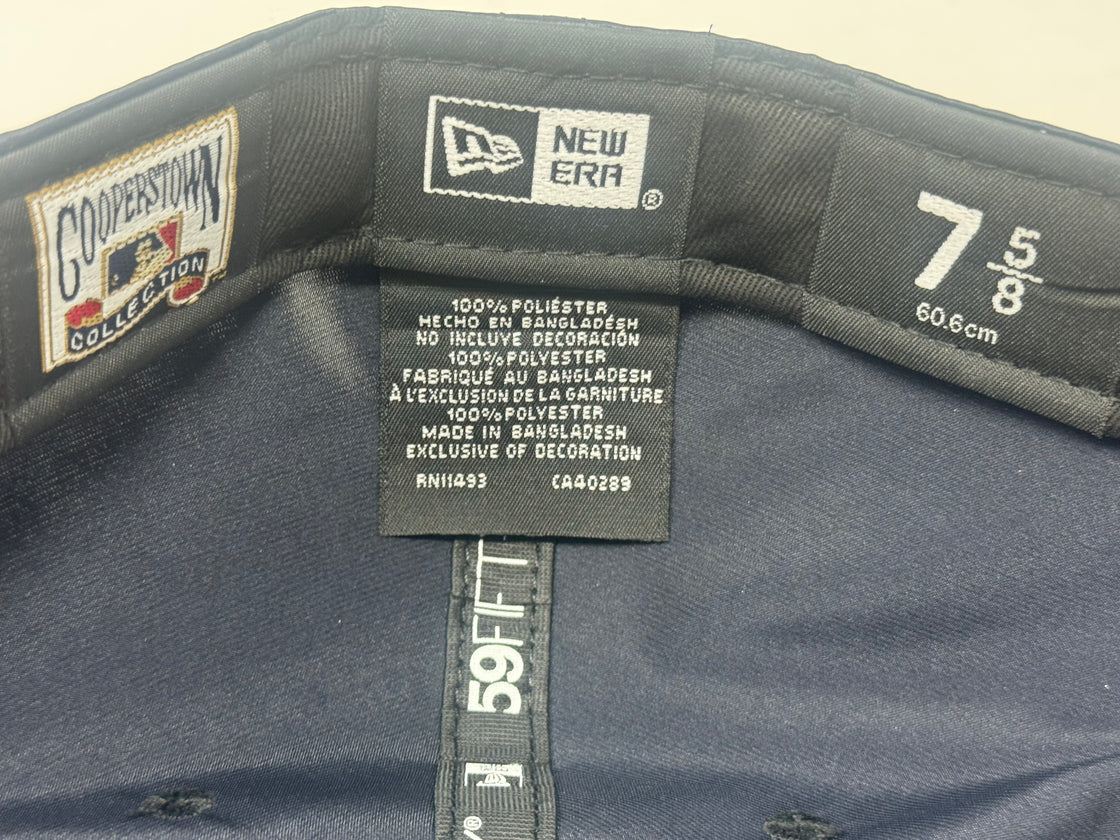 COOPERSTOWN
COLLECTION
NEW
ERA
®
7 5/8
60.6cm
100% POLIÉSTER
HECHO EN BANGLADÉSH
NO INCLUYE DECORACIÓN
100% POLYESTER
FABRIQUÉ AU BANGLADESH
À L'EXCLUSION DE LA GARNITURE
100% POLYESTER
MADE IN BANGLADESH
EXCLUSIVE OF DECORATION
RN11493 CA40289
59FIFT